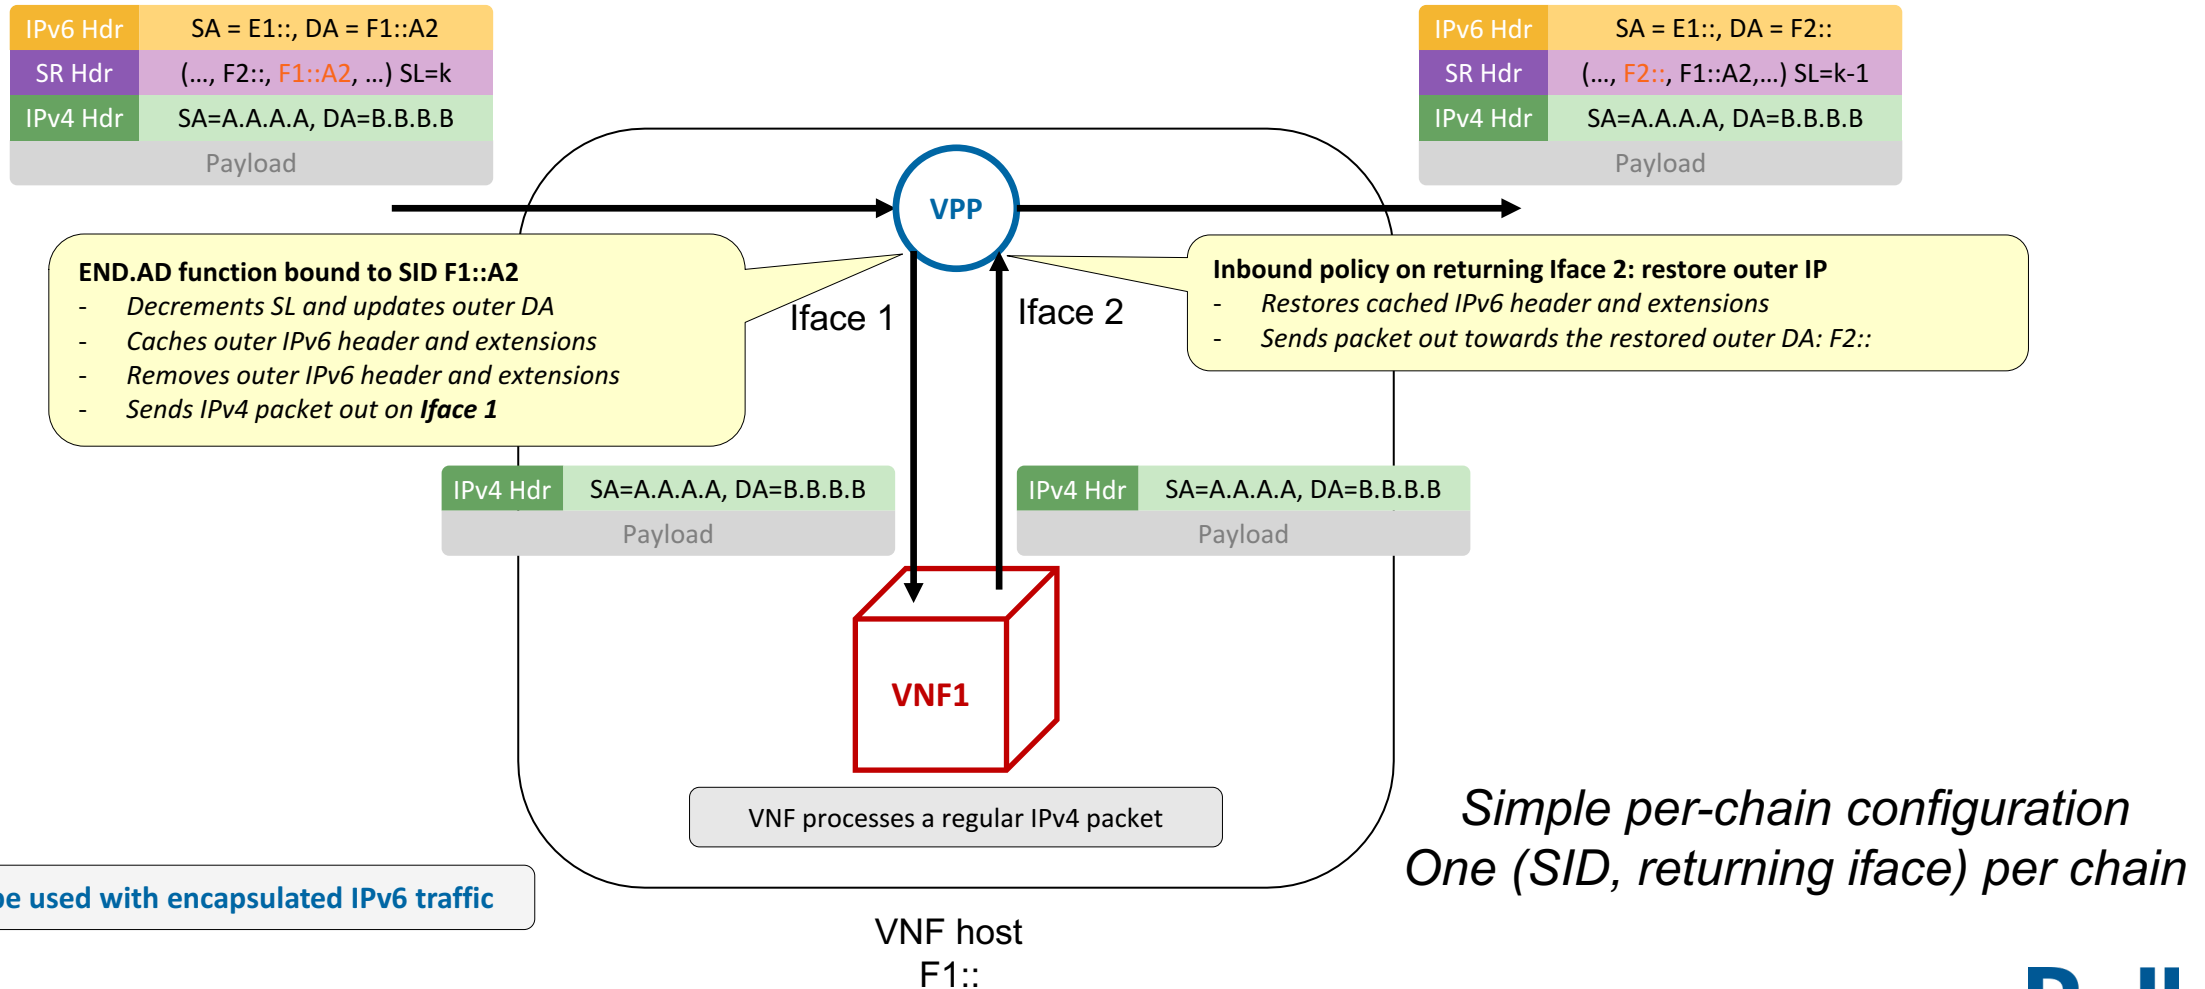 IPv6 Hdr SA = E1::, DA = F1::A2
SR Hdr (…, F2::, F1::A2, …) SL=k
IPv4 Hdr SA=A.A.A.A, DA=B.B.B.B
Payload
IPv6 Hdr SA = E1::, DA = F2::
SR Hdr (…, F2::, F1::A2,…) SL=k-1
IPv4 Hdr SA=A.A.A.A, DA=B.B.B.B
Payload
VPP
END.AD function bound to SID F1::A2
- Decrements SL and updates outer DA
- Caches outer IPv6 header and extensions
- Removes outer IPv6 header and extensions
- Sends IPv4 packet out on Iface 1
Iface 1
Iface 2
Inbound policy on returning Iface 2: restore outer IP
- Restores cached IPv6 header and extensions
- Sends packet out towards the restored outer DA: F2::
IPv4 Hdr SA=A.A.A.A, DA=B.B.B.B
Payload
IPv4 Hdr SA=A.A.A.A, DA=B.B.B.B
Payload
VNF1
VNF processes a regular IPv4 packet
Simple per-chain configuration
One (SID, returning iface) per chain
be used with encapsulated IPv6 traffic
VNF host
F1::